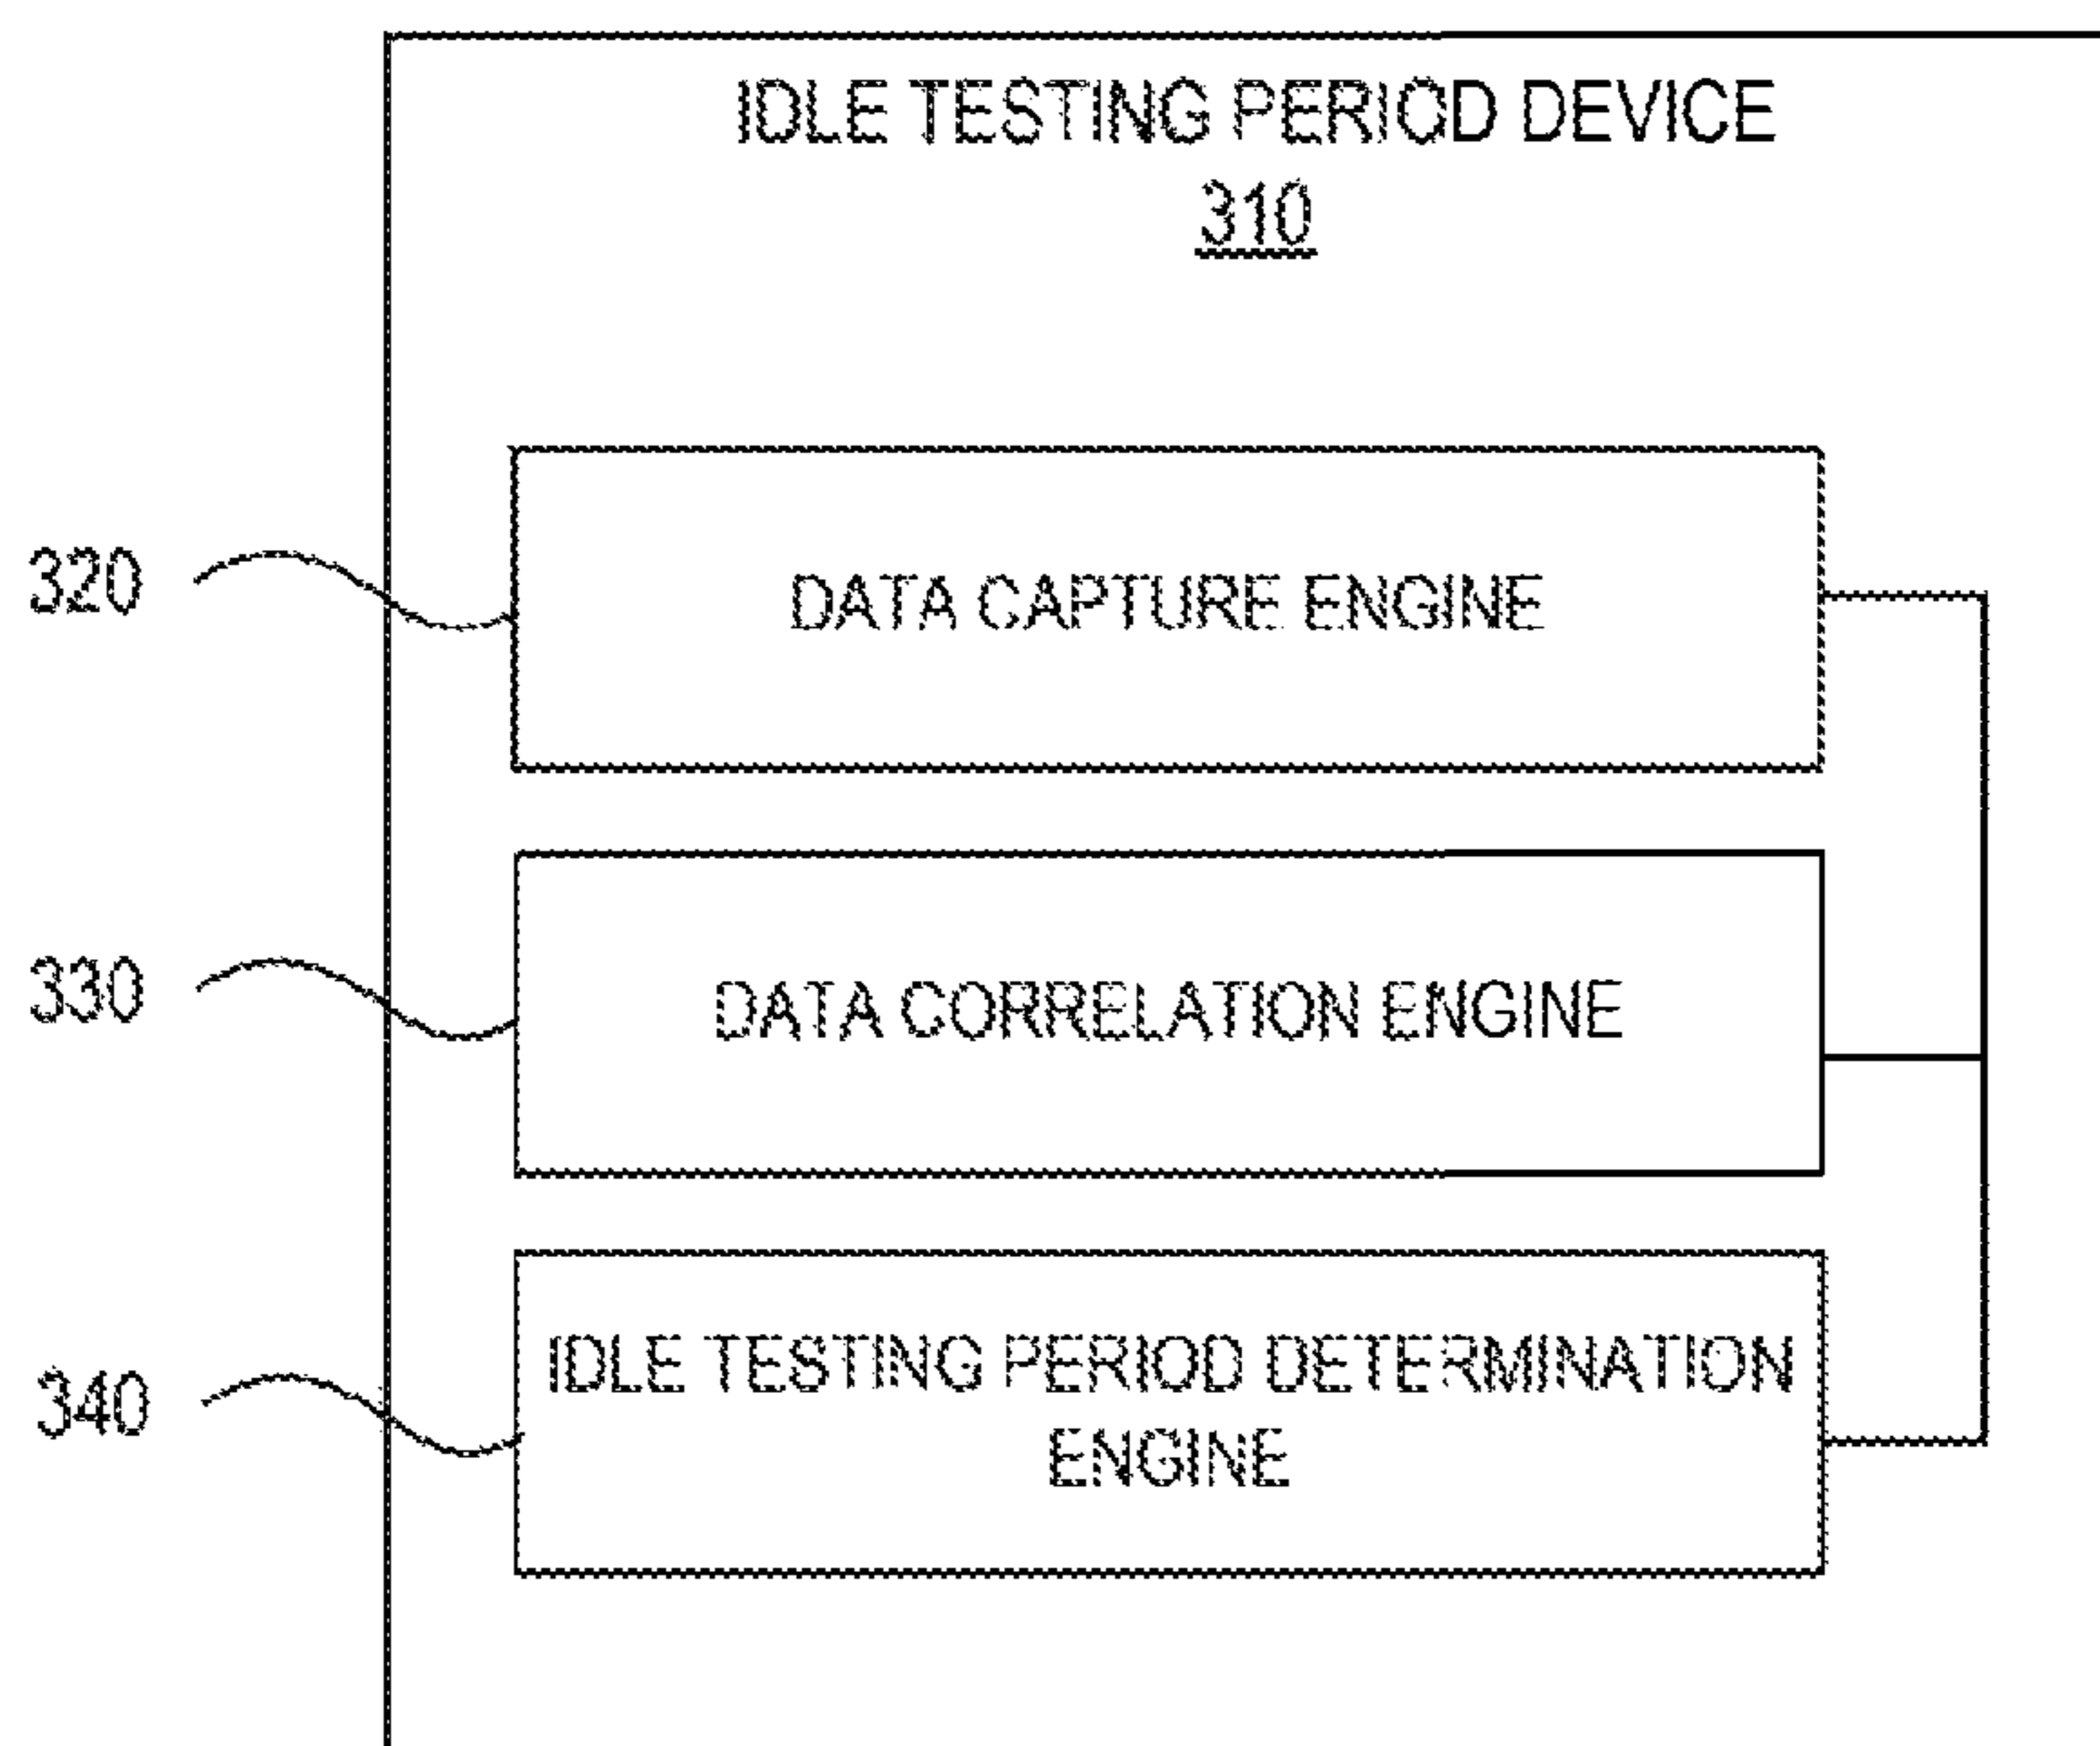 IDLE TESTING PERIOD DEVICE
310
320
DATA CAPTURE ENGINE
330
DATA CORRELATION ENGINE
340
IDLE TESTING PERIOD DETERMINATION
ENGINE